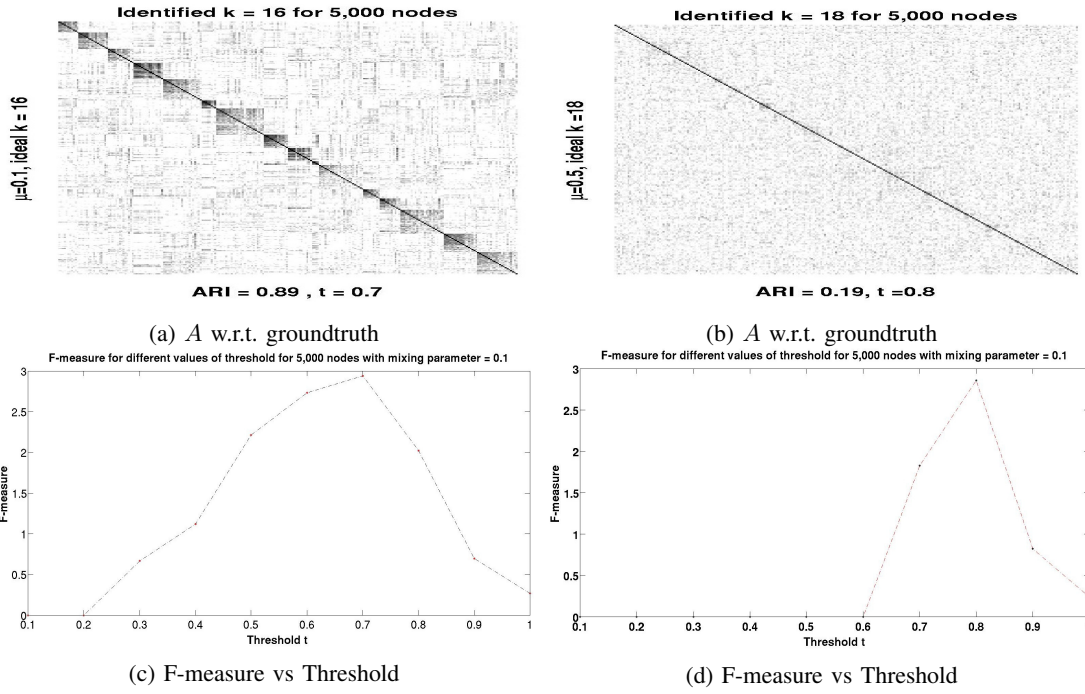 Identified k = 16 for 5,000 nodes
μ=0.1, ideal k = 16
ARI = 0.89 , t = 0.7
(a) A w.r.t. groundtruth
Identified k = 18 for 5,000 nodes
μ=0.5, ideal k =18
ARI = 0.19, t =0.8
(b) A w.r.t. groundtruth
F-measure for different values of threshold for 5,000 nodes with mixing parameter = 0.1
F-measure
3
2.5
2
1.5
1
0.5
0
0.1 0.2 0.3 0.4 0.5 0.6 0.7 0.8 0.9 1
Threshold t
(c) F-measure vs Threshold
F-measure for different values of threshold for 5,000 nodes with mixing parameter = 0.1
F-measure
3
2.5
2
1.5
1
0.5
0
0.1 0.2 0.3 0.4 0.5 0.6 0.7 0.8 0.9
Threshold t
(d) F-measure vs Threshold